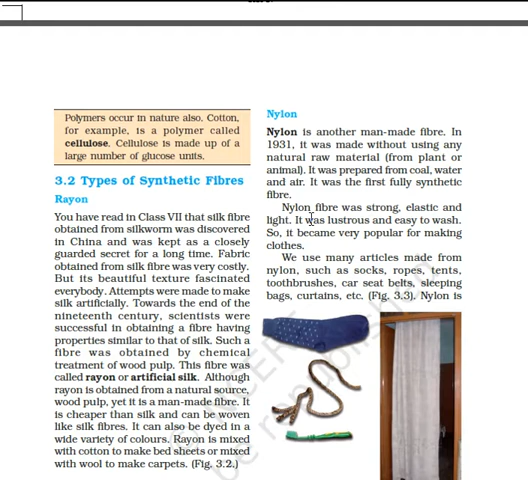 Polymers occur in nature also. Cotton,
for example, is a polymer called
cellulose. Cellulose is made up of a
large number of glucose units.
3.2 Types of Synthetic Fibres
Rayon
You have read in Class VII that silk fibre
obtained from silkworm was discovered
in China and was kept as a closely
guarded secret for a long time. Fabric
obtained from silk fibre was very costly.
But its beautiful texture fascinated
everybody. Attempts were made to make
silk artificially. Towards the end of the
nineteenth century, scientists were
successful in obtaining a fibre having
properties similar to that of silk. Such a
fibre was obtained by chemical
treatment of wood pulp. This fibre was
called rayon or artificial silk. Although
rayon is obtained from a natural source,
wood pulp, yet it is a man-made fibre. It
is cheaper than silk and can be woven
like silk fibres. It can also be dyed in a
wide variety of colours. Rayon is mixed
with cotton to make bed sheets or mixed
with wool to make carpets. (Fig. 3.2.)
Nylon
Nylon is another man-made fibre. In
1931, it was made without using any
natural raw material (from plant or
animal). It was prepared from coal, water
and air. It was the first fully synthetic
fibre.
Nylon fibre was strong, elastic and
light. It was lustrous and easy to wash.
So, it became very popular for making
clothes.
We use many articles made from
nylon, such as socks, ropes, tents,
toothbrushes, car seat belts, sleeping
bags, curtains, etc. (Fig. 3.3). Nylon is